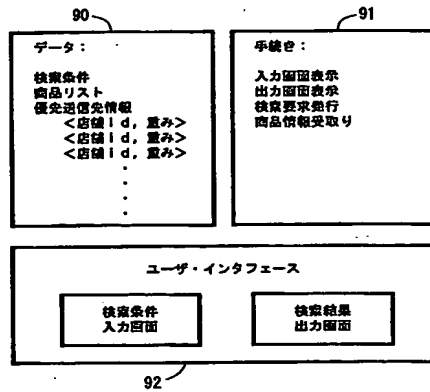 90
91
データ:
検索条件
商品リスト
優先送信先情報
<店舗id, 重み>
<店舗id, 重み>
<店舗id, 重み>
手続き:
入力画面表示
出力画面表示
検索要求発行
商品情報受取り
ユーザ・インタフェース
検索条件
入力画面
検索結果
出力画面
92